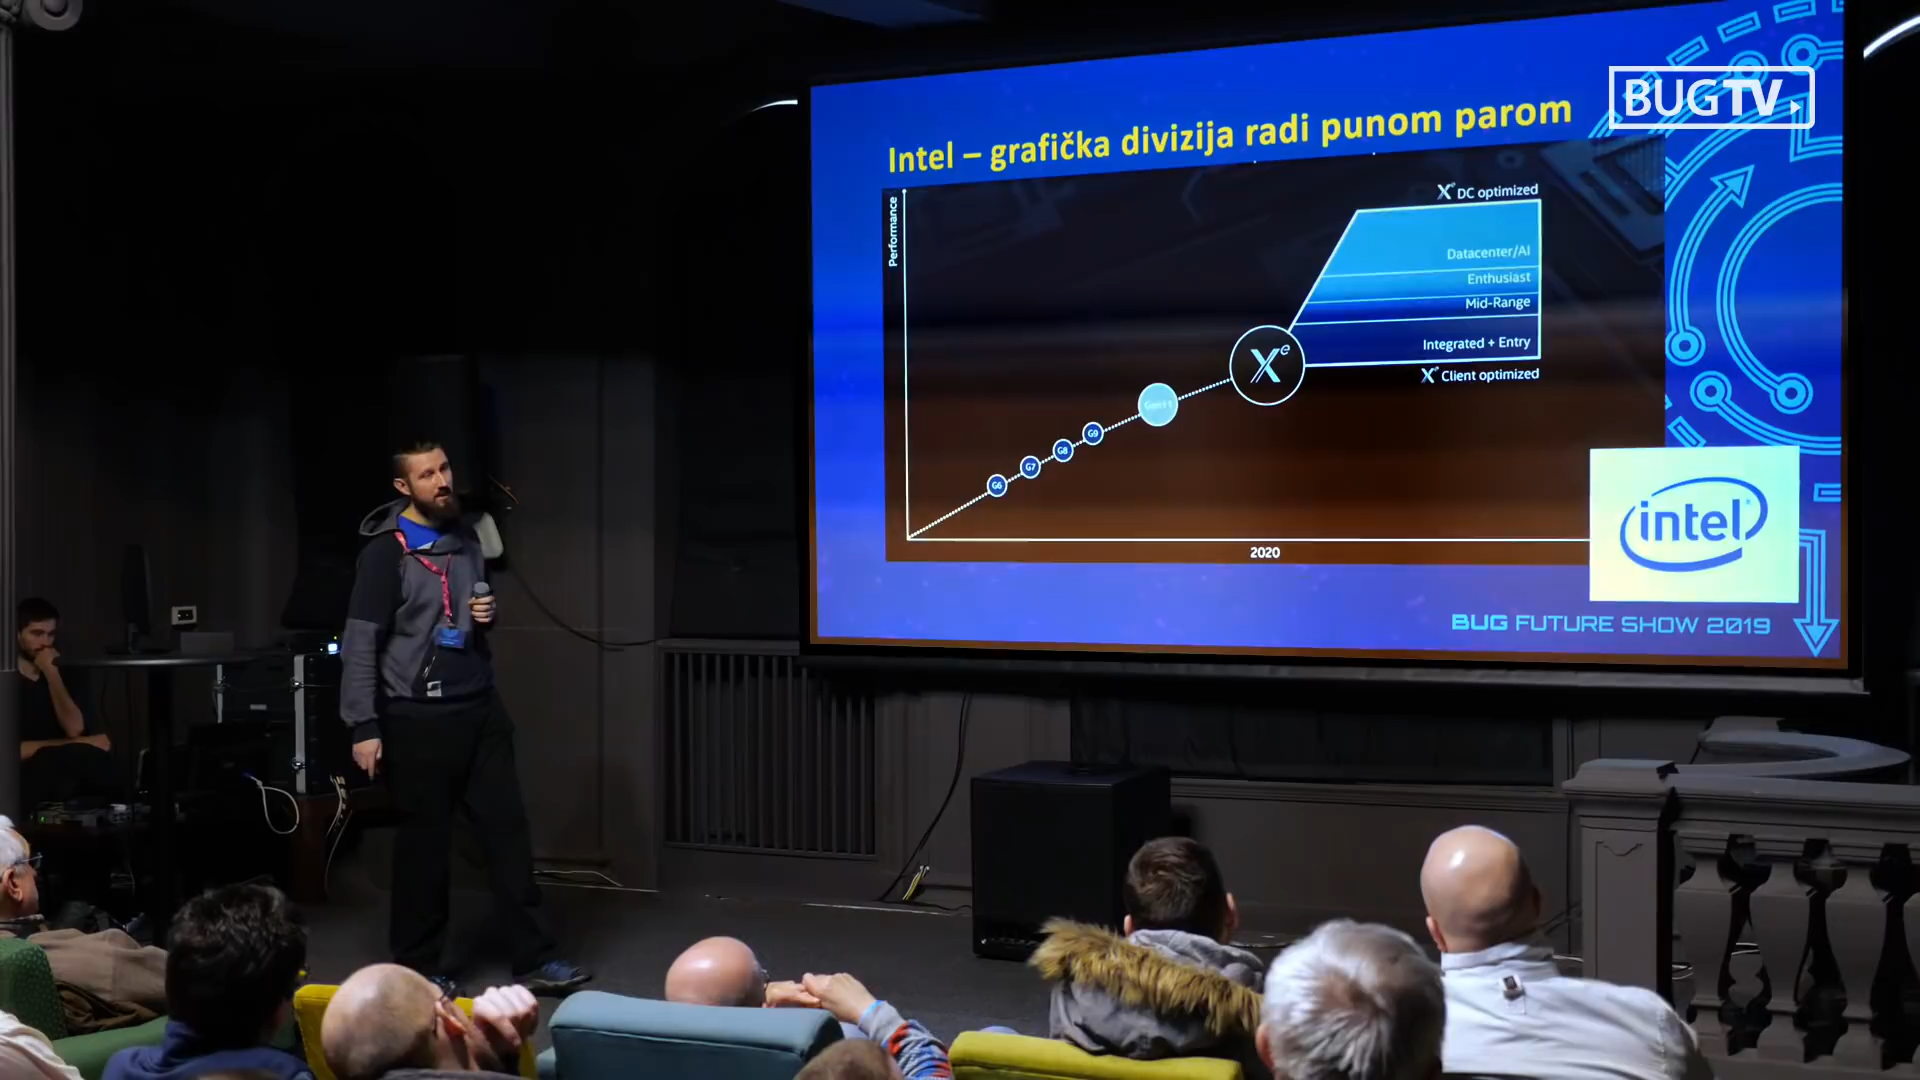 BUGTV
Intel – grafička divizija radi punom parom
Performance
Xe DC optimized
Datacenter/AI
Enthusiast
Mid-Range
Integrated + Entry
Xe Client optimized
Xe
G9
G8
G7
G6
2020
intel
BUG FUTURE SHOW 2019